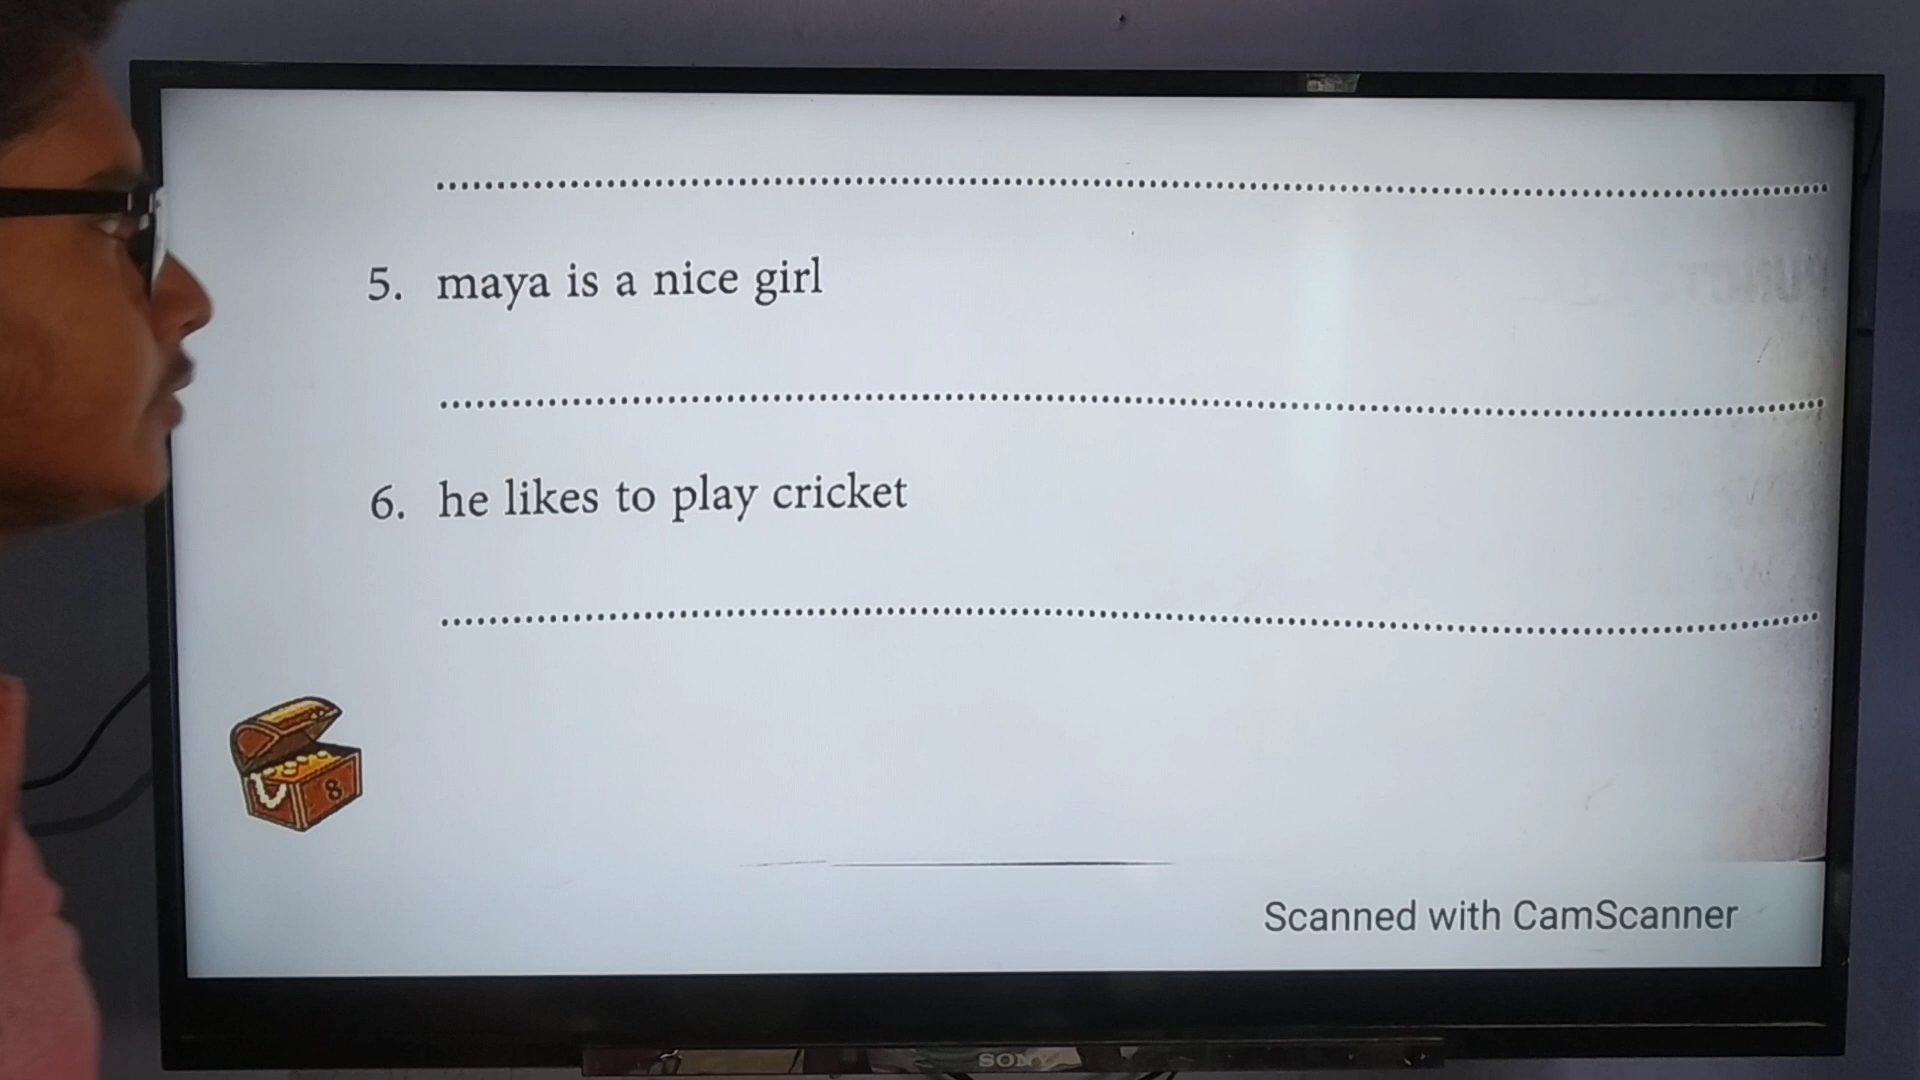 5. maya is a nice girl
6. he likes to play cricket
8
Scanned with CamScanner
SONY